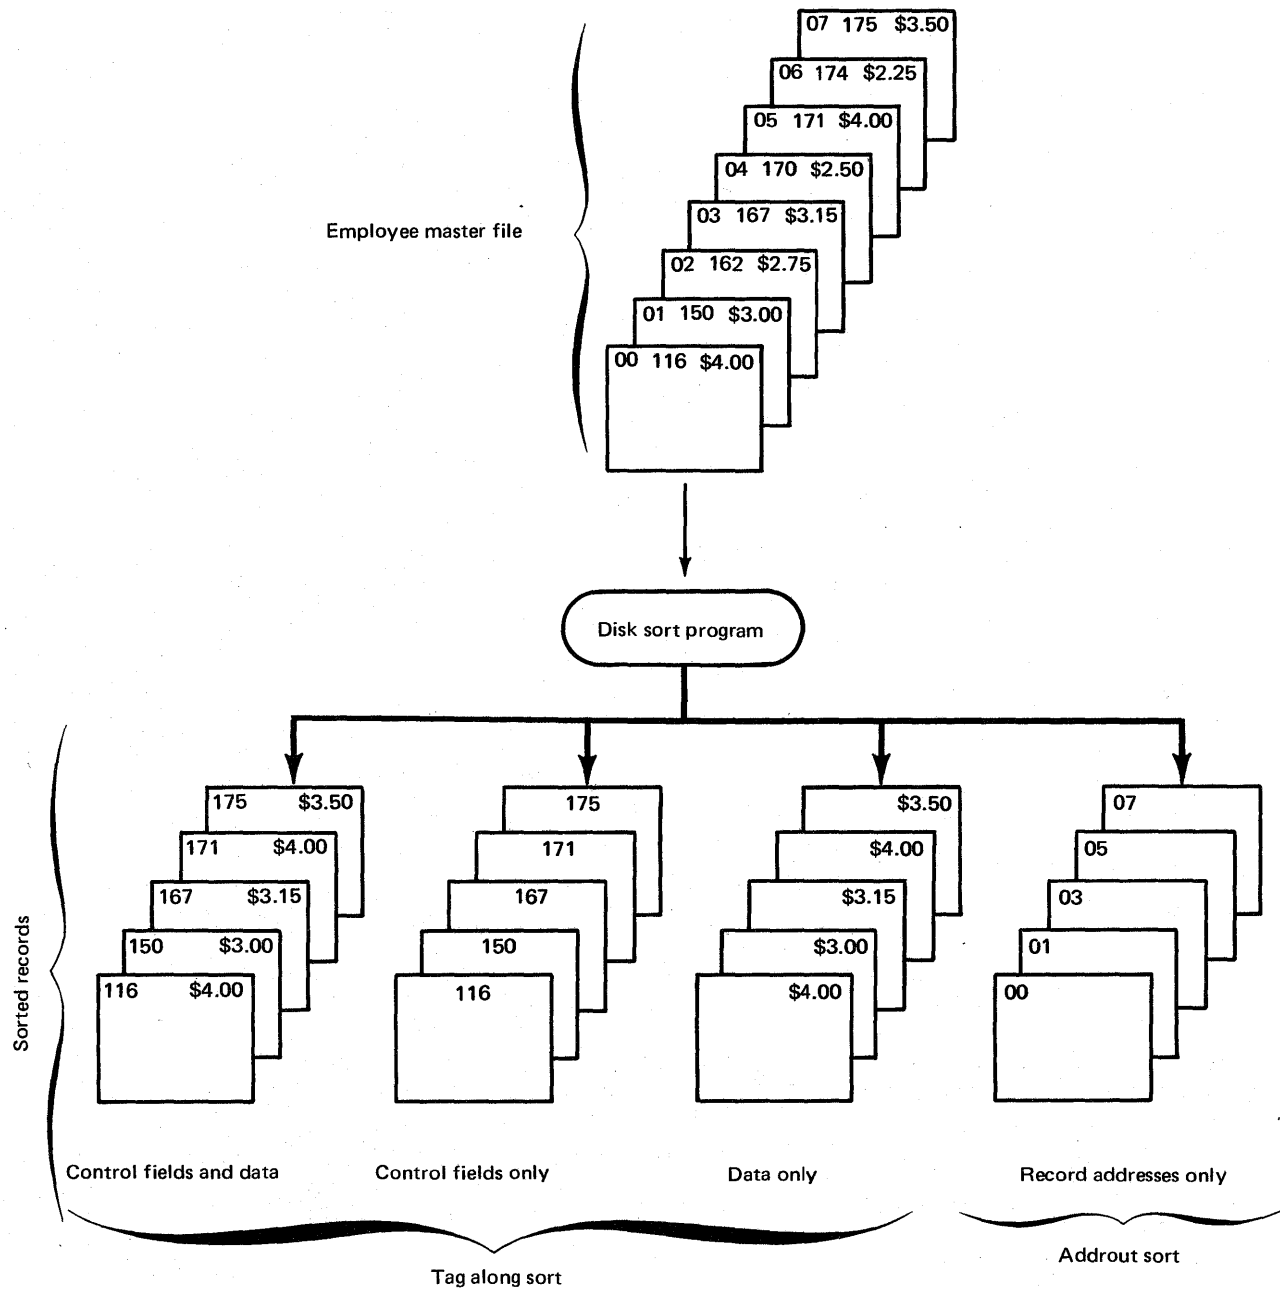 07 175 $3.50
06 174 $2.25
05 171 $4.00
04 170 $2.50
03 167 $3.15
02 162 $2.75
01 150 $3.00
00 116 $4.00
Employee master file
Disk sort program
Sorted records
175 $3.50
171 $4.00
167 $3.15
150 $3.00
116 $4.00
Control fields and data
175
171
167
150
116
Control fields only
$3.50
$4.00
$3.15
$3.00
$4.00
Data only
07
05
03
01
00
Record addresses only
Tag along sort
Addrout sort